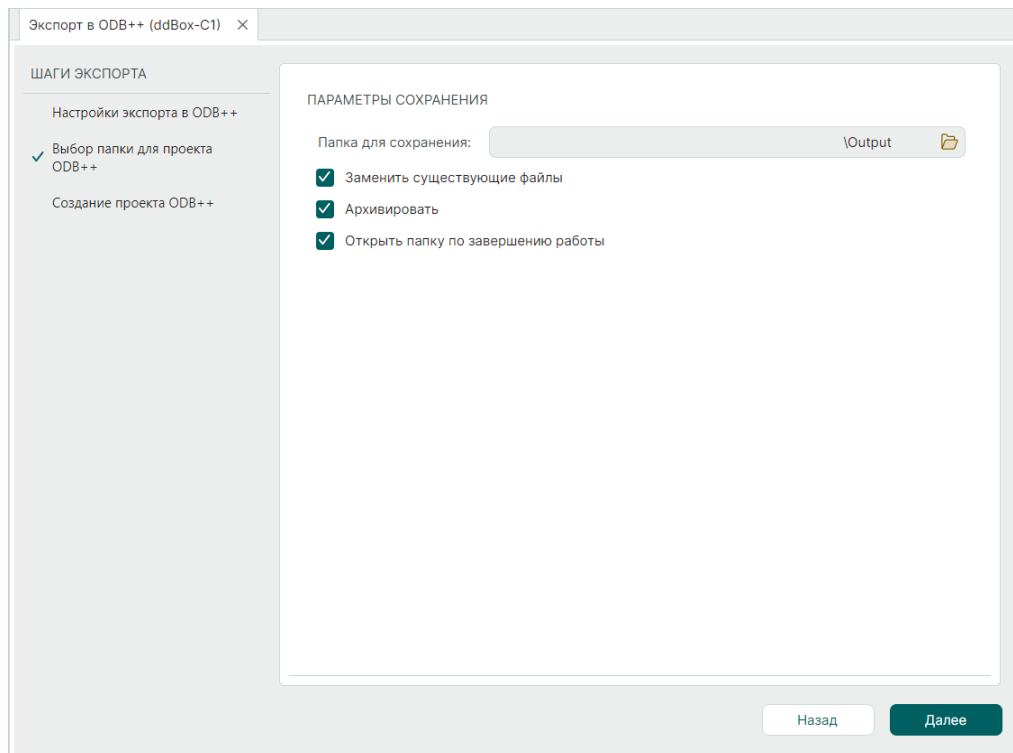 Экспорт в ODB++ (ddBox-C1)
ШАГИ ЭКСПОРТА
Настройки экспорта в ODB++
Выбор папки для проекта
ODB++
Создание проекта ODB++
ПАРАМЕТРЫ СОХРАНЕНИЯ
Папка для сохранения: \Output
Заменить существующие файлы
Архивировать
Открыть папку по завершению работы
Назад Далее